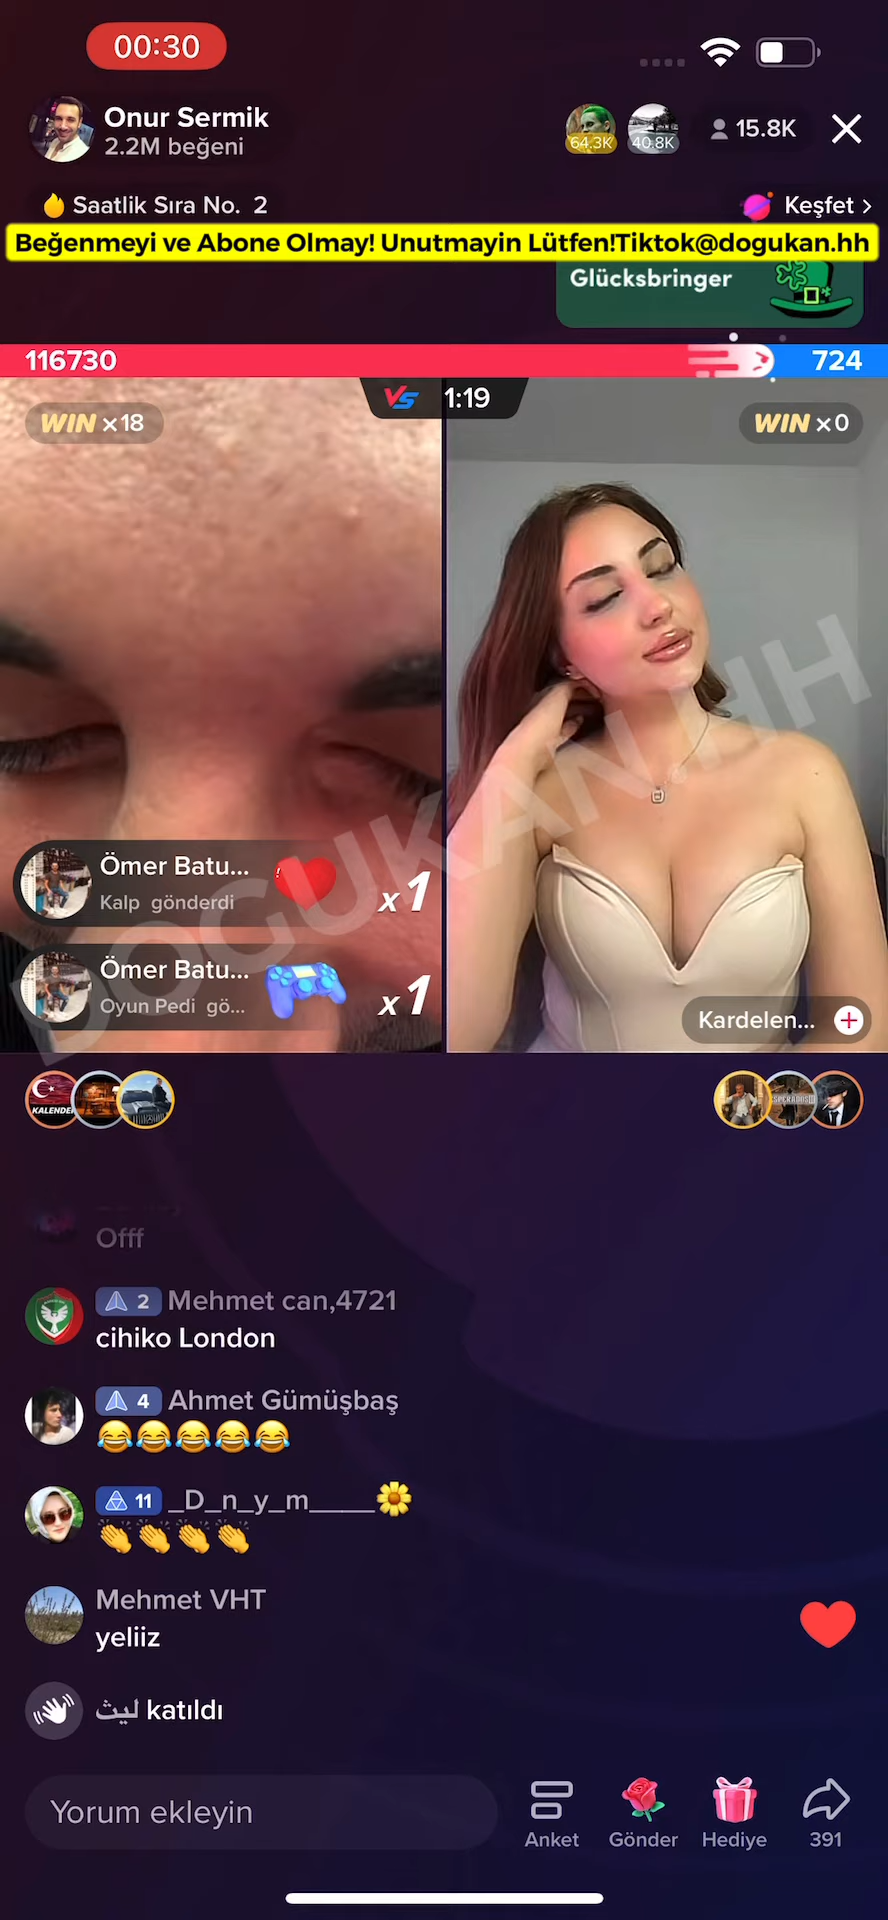 00:30
Onur Sermik
2.2M beğeni
64.3K
40.8K
15.8K
Saatlik Sıra No. 2
Keşfet >
Beğenmeyi ve Abone Olmay! Unutmayin Lütfen!Tiktok@dogukan.hh
Glücksbringer
116730
724
VS 1:19
WIN x18
WIN x0
DOGUKAN.HH
Ömer Batu...
Kalp gönderdi
x1
Ömer Batu...
Oyun Pedi gö...
x1
Kardelen...
Offf
2 Mehmet can,4721
cihiko London
4 Ahmet Gümüşbaş
😂😂😂😂😂
11 _D_n_y_m_____🌼
👏👏👏👏
Mehmet VHT
yeliiz
ليث katıldı
Yorum ekleyin
Anket
Gönder
Hediye
391